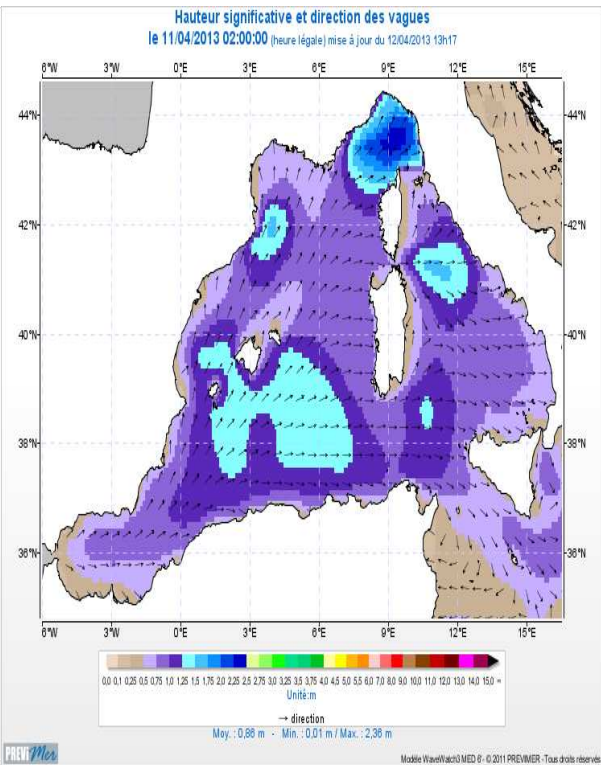 Hauteur significative et direction des vagues
le 11/04/2013 02:00:00 (heure légale) mise à jour du 12/04/2013 13h17
6°W 3°W 0°E 3°E 6°E 9°E 12°E 15°E
44°N 44°N
42°N 42°N
40°N 40°N
38°N 38°N
36°N 36°N
6°W 3°W 0°E 3°E 6°E 9°E 12°E 15°E
0,0 0,1 0,25 0,5 0,75 1,0 1,25 1,5 1,75 2,0 2,25 2,5 2,75 3,0 3,25 3,5 3,75 4,0 4,5 5,0 5,5 6,0 7,0 8,0 9,0 10,0 11,0 12,0 13,0 14,0 15,0
Unité:m
→ direction
Moy. : 0,86 m - Min. : 0,01 m / Max. : 2,36 m
PREVIMer
Modèle WaveWatch3 MED 6' - © 2011 PREVIMER - Tous droits réservés